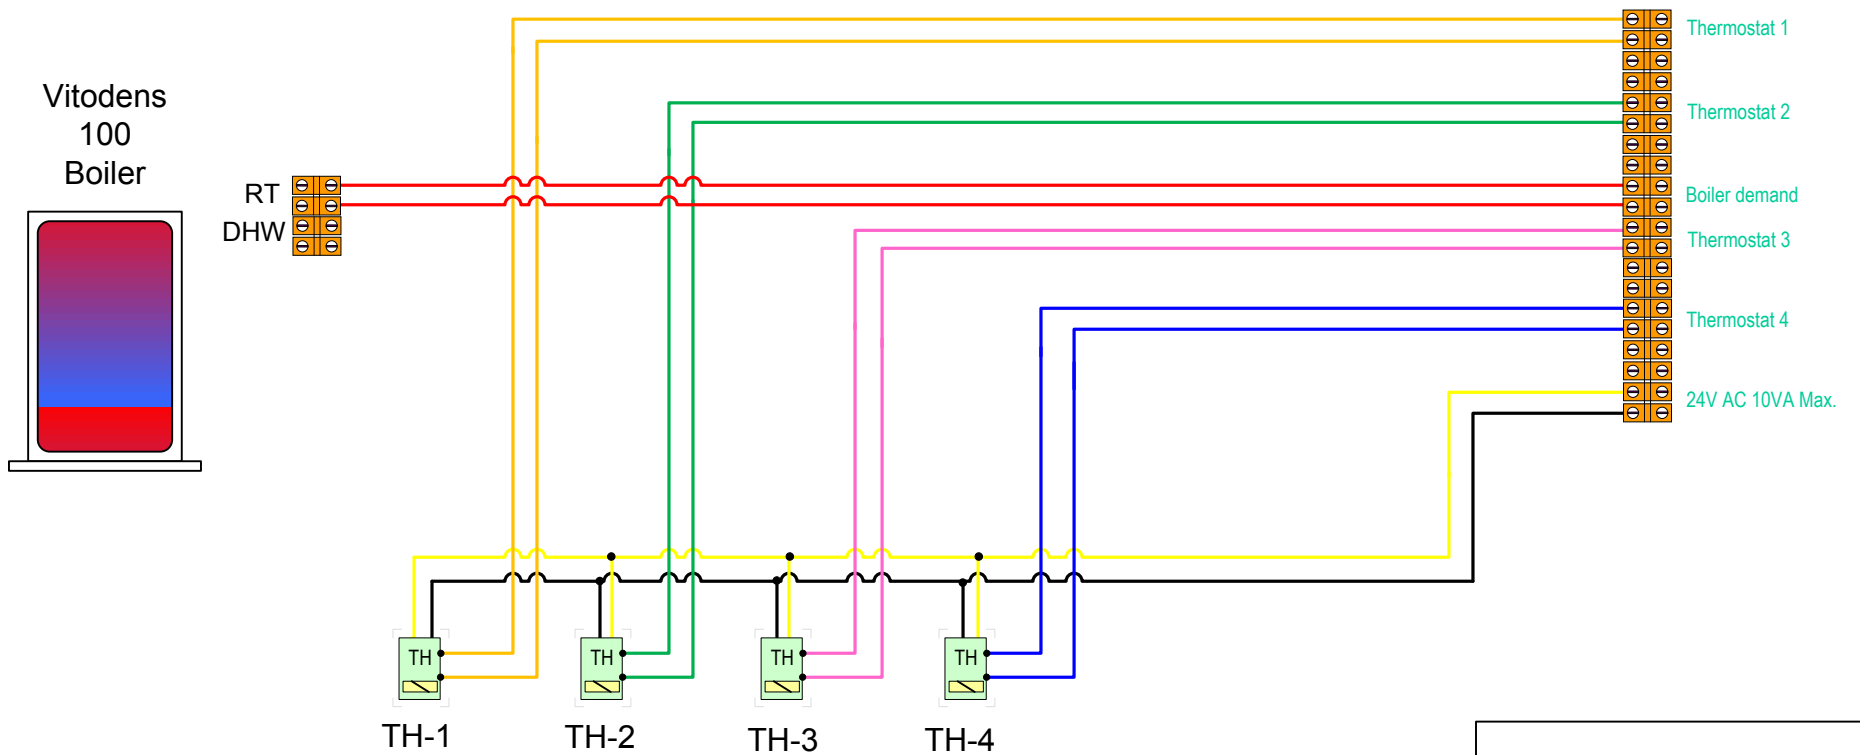 Vitodens
100
Boiler
RT
DHW
Thermostat 1
Thermostat 2
Boiler demand
Thermostat 3
Thermostat 4
24V AC 10VA Max.
TH
TH
TH
TH
TH-1
TH-2
TH-3
TH-4